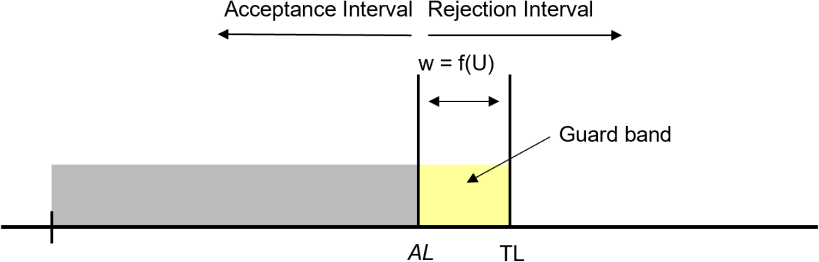 Acceptance Interval Rejection Interval
w = f(U)
Guard band
AL TL